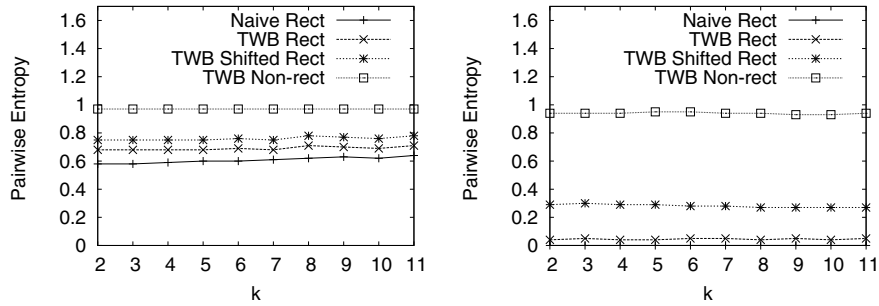 Pairwise Entropy
1.6
1.4
1.2
1
0.8
0.6
0.4
0.2
0
Naive Rect
TWB Rect
TWB Shifted Rect
TWB Non-rect
2 3 4 5 6 7 8 9 10 11
k
Pairwise Entropy
1.6
1.4
1.2
1
0.8
0.6
0.4
0.2
0
Naive Rect
TWB Rect
TWB Shifted Rect
TWB Non-rect
2 3 4 5 6 7 8 9 10 11
k